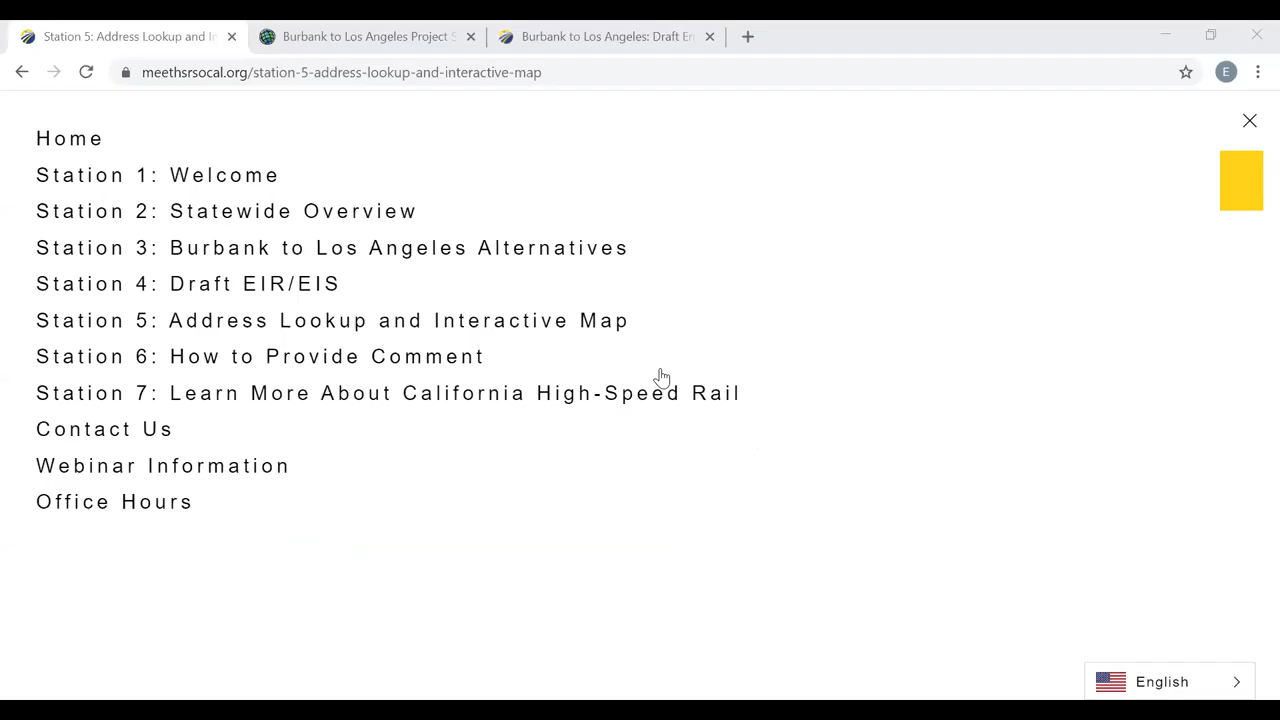 Station 5: Address Lookup and In
Burbank to Los Angeles Project S
Burbank to Los Angeles: Draft En
meethsrsocal.org/station-5-address-lookup-and-interactive-map
E
Home
Station 1: Welcome
Station 2: Statewide Overview
Station 3: Burbank to Los Angeles Alternatives
Station 4: Draft EIR/EIS
Station 5: Address Lookup and Interactive Map
Station 6: How to Provide Comment
Station 7: Learn More About California High-Speed Rail
Contact Us
Webinar Information
Office Hours
English